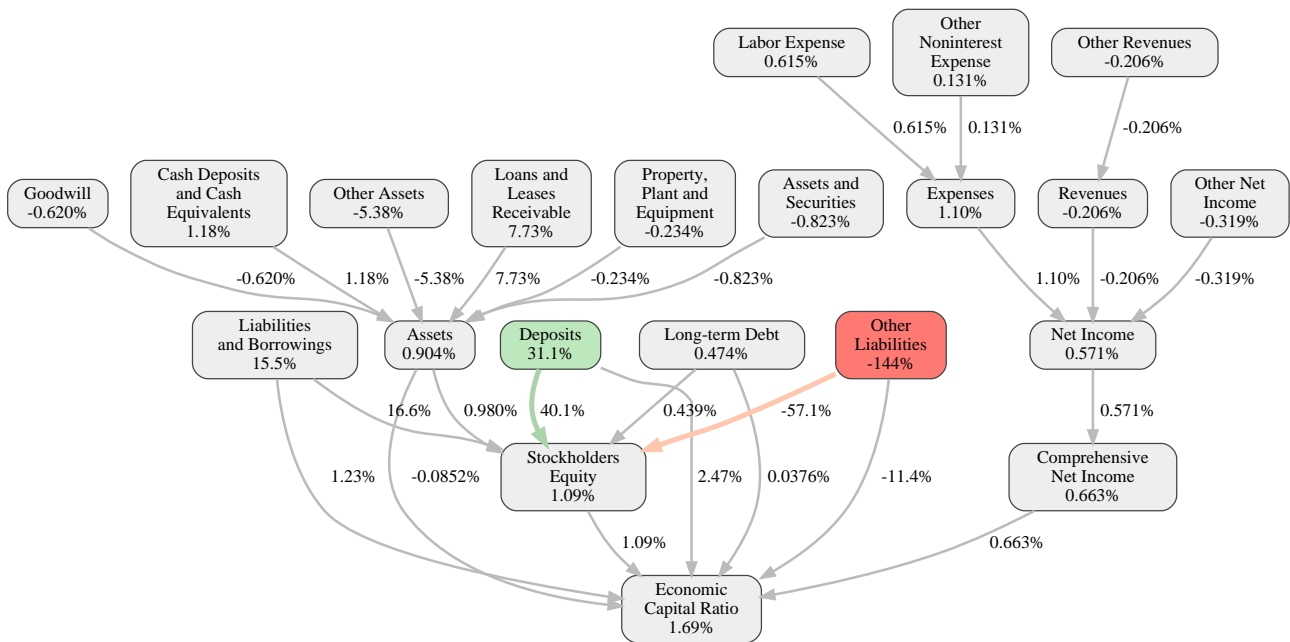 Labor Expense
0.615%
Other
Noninterest
Expense
0.131%
Other Revenues
-0.206%
0.615%
0.131%
-0.206%
Goodwill
-0.620%
Cash Deposits
and Cash
Equivalents
1.18%
Other Assets
-5.38%
Loans and
Leases
Receivable
7.73%
Property,
Plant and
Equipment
-0.234%
Assets and
Securities
-0.823%
Expenses
1.10%
Revenues
-0.206%
Other Net
Income
-0.319%
-0.620%
1.18%
-5.38%
7.73%
-0.234%
-0.823%
1.10%
-0.206%
-0.319%
Liabilities
and Borrowings
15.5%
Assets
0.904%
Deposits
31.1%
Long-term Debt
0.474%
Other
Liabilities
-144%
Net Income
0.571%
16.6%
0.980%
40.1%
0.439%
-57.1%
0.571%
Stockholders
Equity
1.09%
Comprehensive
Net Income
0.663%
1.23%
-0.0852%
2.47%
0.0376%
-11.4%
1.09%
0.663%
Economic
Capital Ratio
1.69%